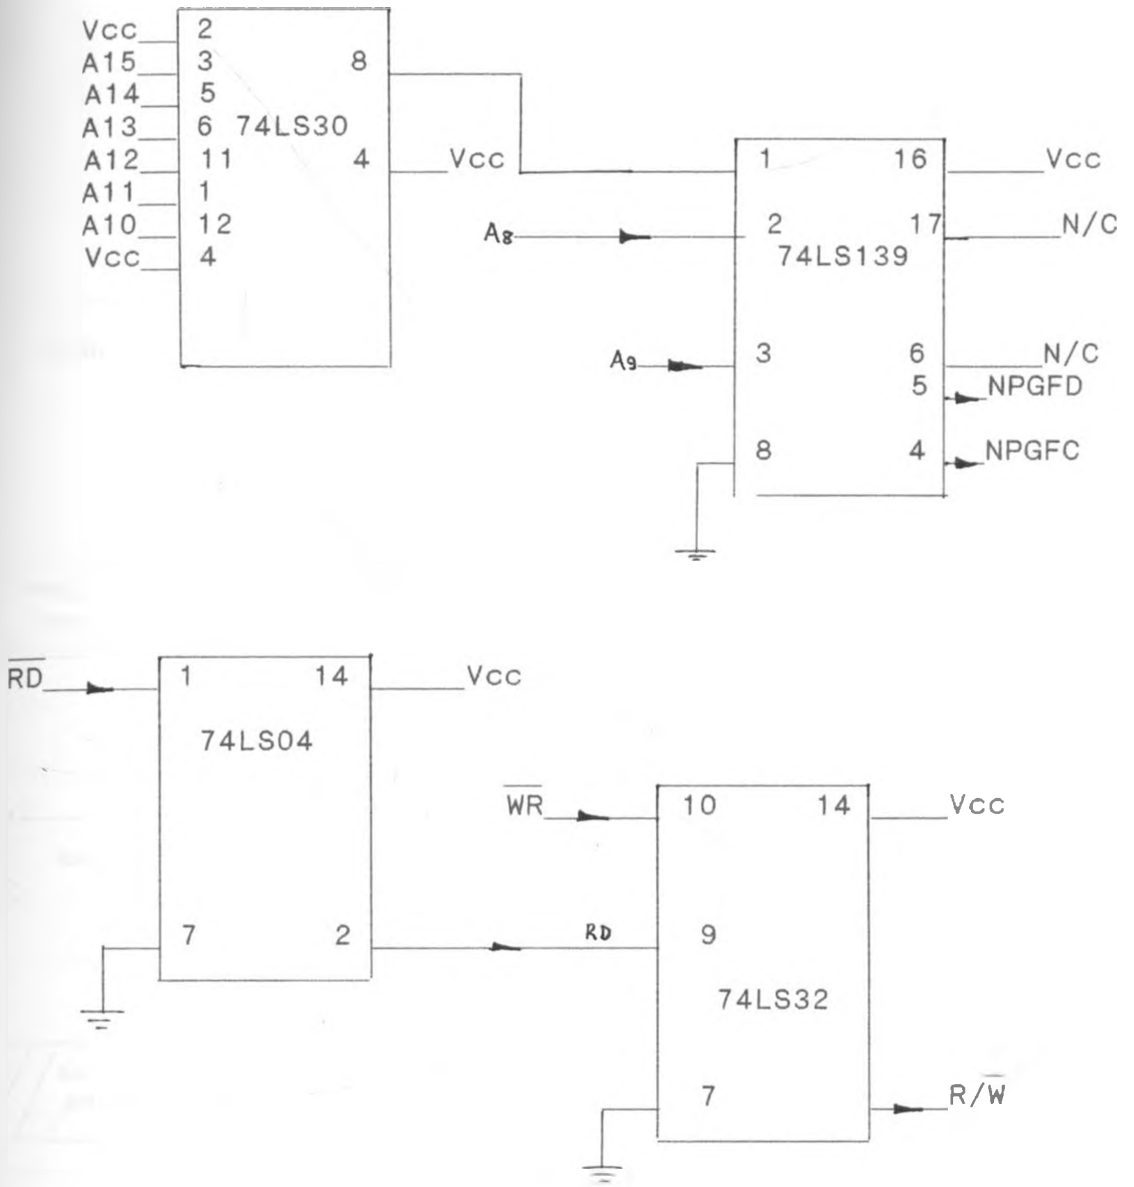 Vcc 2
A15 3 8
A14 5
A13 6 74LS30
A12 11 4 Vcc
A11 1
A10 12
Vcc 4
1 16 Vcc
A8 2 17 N/C
74LS139
A9 3 6 N/C
5 NPGFD
8 4 NPGFC
R̅D̅ 1 14 Vcc
74LS04
W̅R̅ 10 14 Vcc
7 2 RD 9
74LS32
7 R/W̅